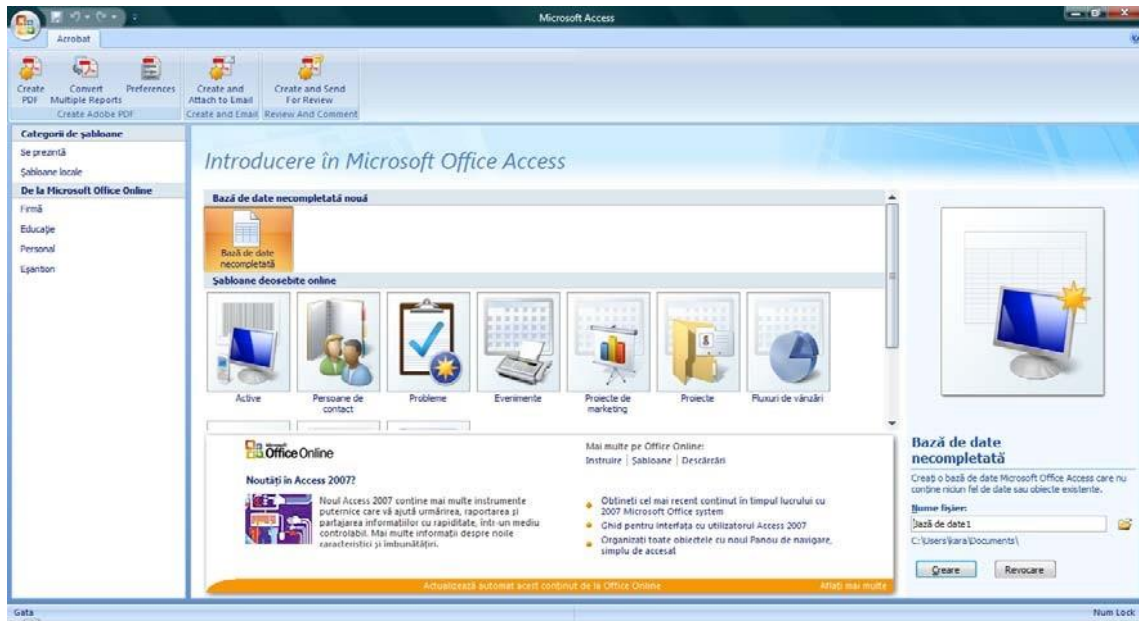 Microsoft Access
Acrobat
Create PDF
Convert Multiple Reports
Preferences
Create and Attach to Email
Create and Send For Review
Create Adobe PDF
Create and Email
Review And Comment
Categorii de șabloane
Se prezintă
Șabloane locale
De la Microsoft Office Online
Firmă
Educație
Personal
Eșantion
Introducere în Microsoft Office Access
Bază de date necompletată nouă
Bază de date
necompletată
Șabloane deosebite online
Active
Persoane de
contact
Probleme
Evenimente
Proiecte de
marketing
Proiecte
Fluxuri de vânzări
Microsoft
Office Online
Noutăți în Access 2007?
Noul Access 2007 contine mai multe instrumente
puternice care vă ajută urmărirea, raportarea și
partajarea informatiilor cu rapiditate, într-un mediu
controlabil. Mai multe informații despre noile
caracteristici și îmbunătățiri.
Mai multe pe Office Online:
Instruire | Șabloane | Descărcări
Obtineti cel mai recent continut în timpul lucrului cu
2007 Microsoft Office system
Ghid pentru interfața cu utilizatorul Access 2007
Organizați toate obiectele cu noul Panou de navigare,
simplu de accesat
Actualizează automat acest conținut de la Office Online
Aflați mai multe
Bază de date
necompletată
Creați o bază de date Microsoft Office Access care nu
conține niciun fel de date sau obiecte existente.
Nume fișier:
Bază de date1
C:\Users\kara\Documents\
Creare
Revocare
Gata
Num Lock